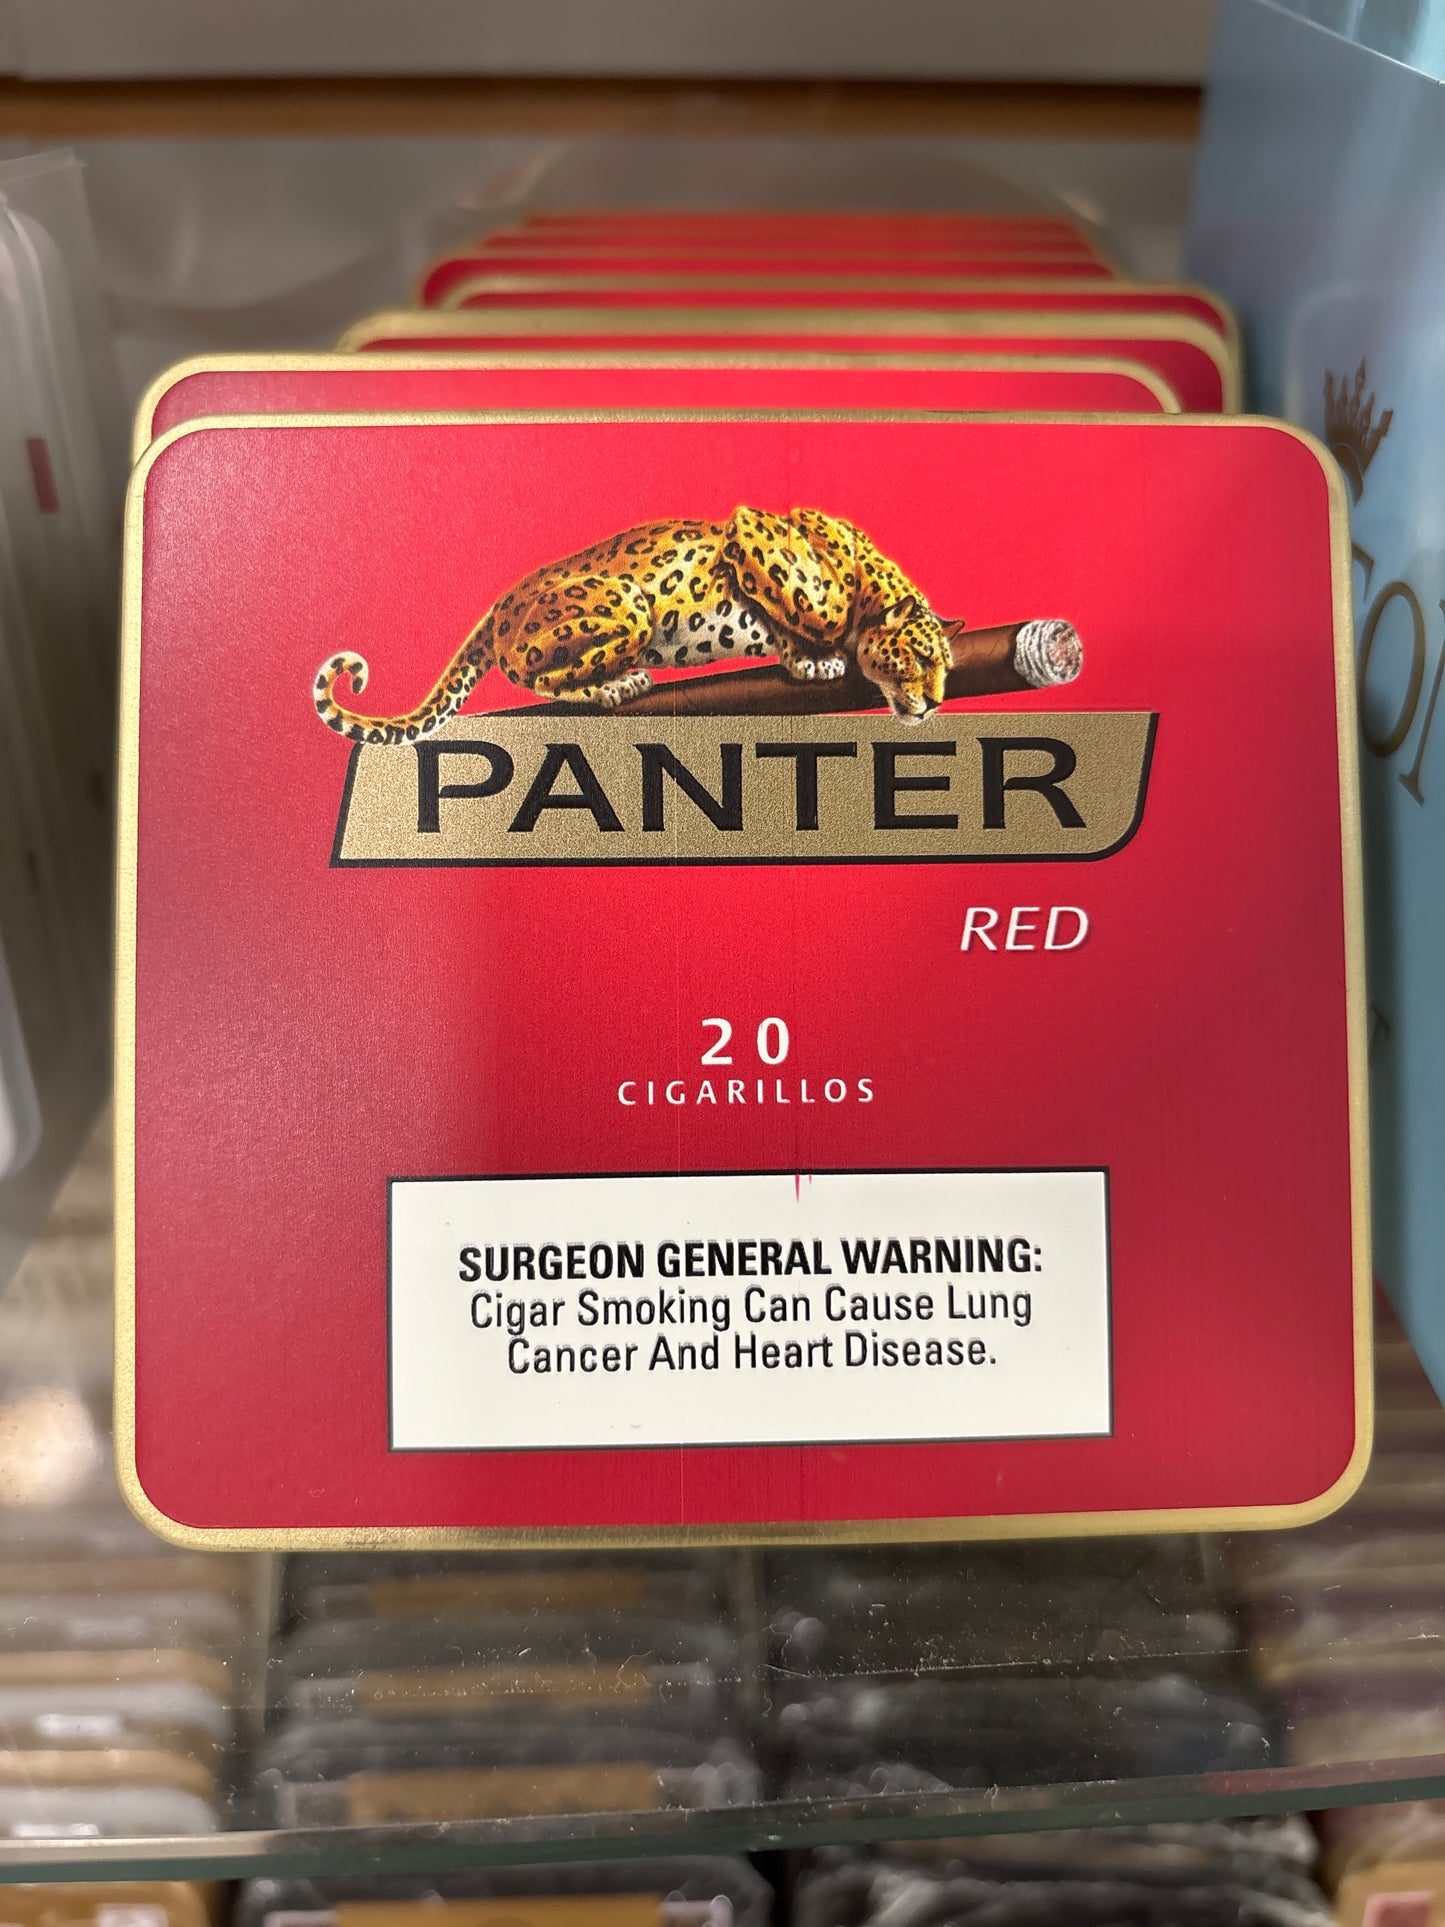 PANTER
RED
20
CIGARILLOS
SURGEON GENERAL WARNING:
Cigar Smoking Can Cause Lung
Cancer And Heart Disease.